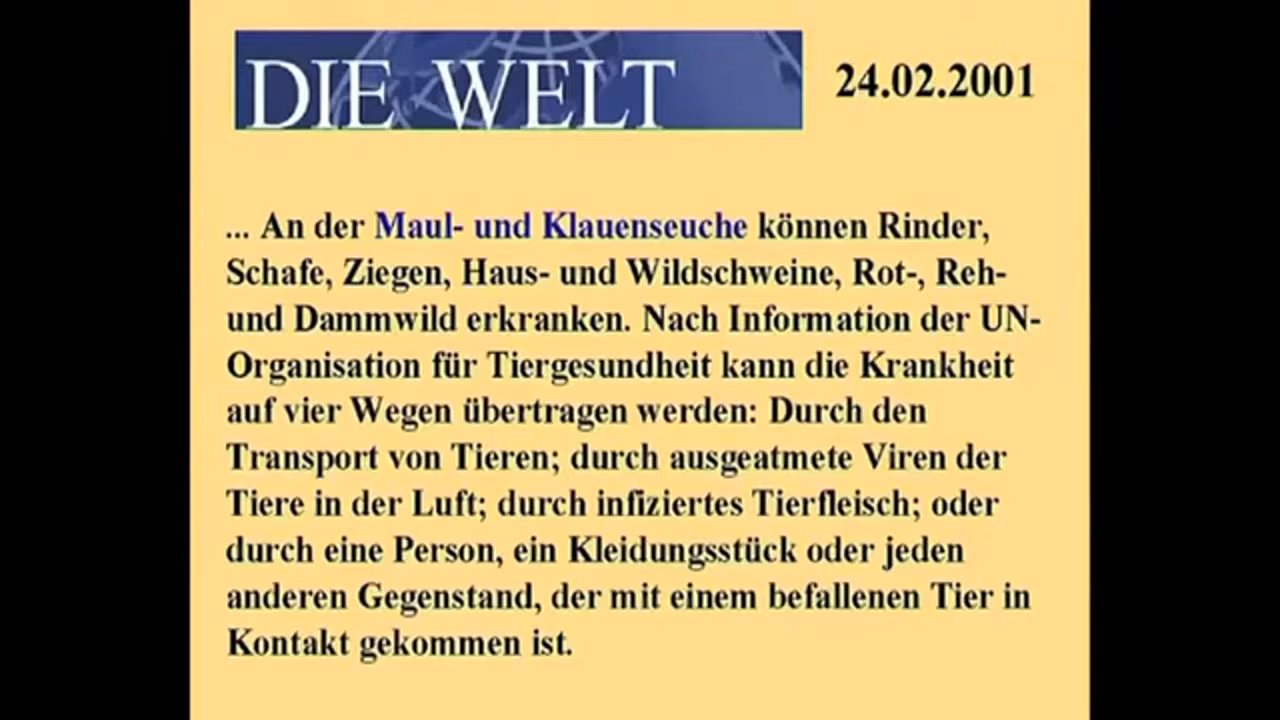 DIE WELT
24.02.2001
... An der Maul- und Klauenseuche können Rinder,
Schafe, Ziegen, Haus- und Wildschweine, Rot-, Reh-
und Dammwild erkranken. Nach Information der UN-
Organisation für Tiergesundheit kann die Krankheit
auf vier Wegen übertragen werden: Durch den
Transport von Tieren; durch ausgeatmete Viren der
Tiere in der Luft; durch infiziertes Tierfleisch; oder
durch eine Person, ein Kleidungsstück oder jeden
anderen Gegenstand, der mit einem befallenen Tier in
Kontakt gekommen ist.